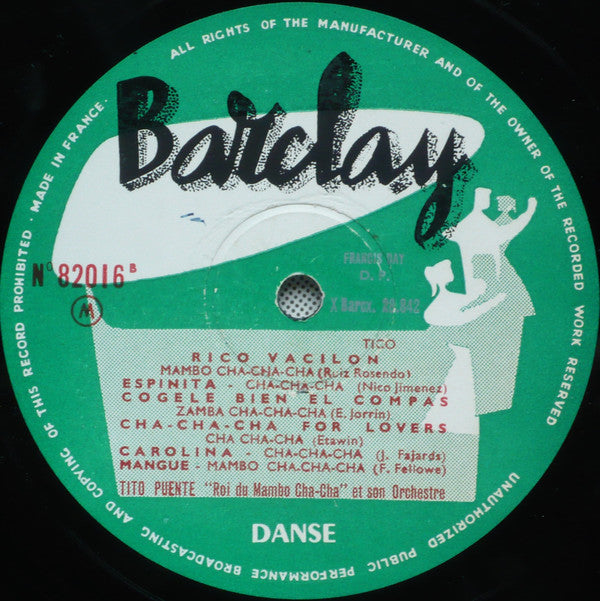 ALL RIGHTS OF THE MANUFACTURER AND OF THE OWNER OF THE RECORDED WORK RESERVED
UNAUTHORIZED PUBLIC PERFORMANCE BROADCASTING AND COPYING OF THIS RECORD PROHIBITED · MADE IN FRANCE ·
Barclay
FRANCIS DAY
D. P.
N° 82016 B
M
X Barcx. 20.842
TICO
RICO VACILON
MAMBO CHA-CHA-CHA (Ruiz Rosendo)
ESPINITA - CHA-CHA-CHA (Nico Jimenez)
COGELE BIEN EL COMPAS
ZAMBA CHA-CHA-CHA (E. Jorrin)
CHA-CHA-CHA FOR LOVERS
CHA CHA-CHA (Etawin)
CAROLINA - CHA-CHA-CHA (J. Fajards)
MANGUE - MAMBO CHA-CHA-CHA (F. Fellowe)
TITO PUENTE "Roi du Mambo Cha-Cha" et son Orchestre
DANSE